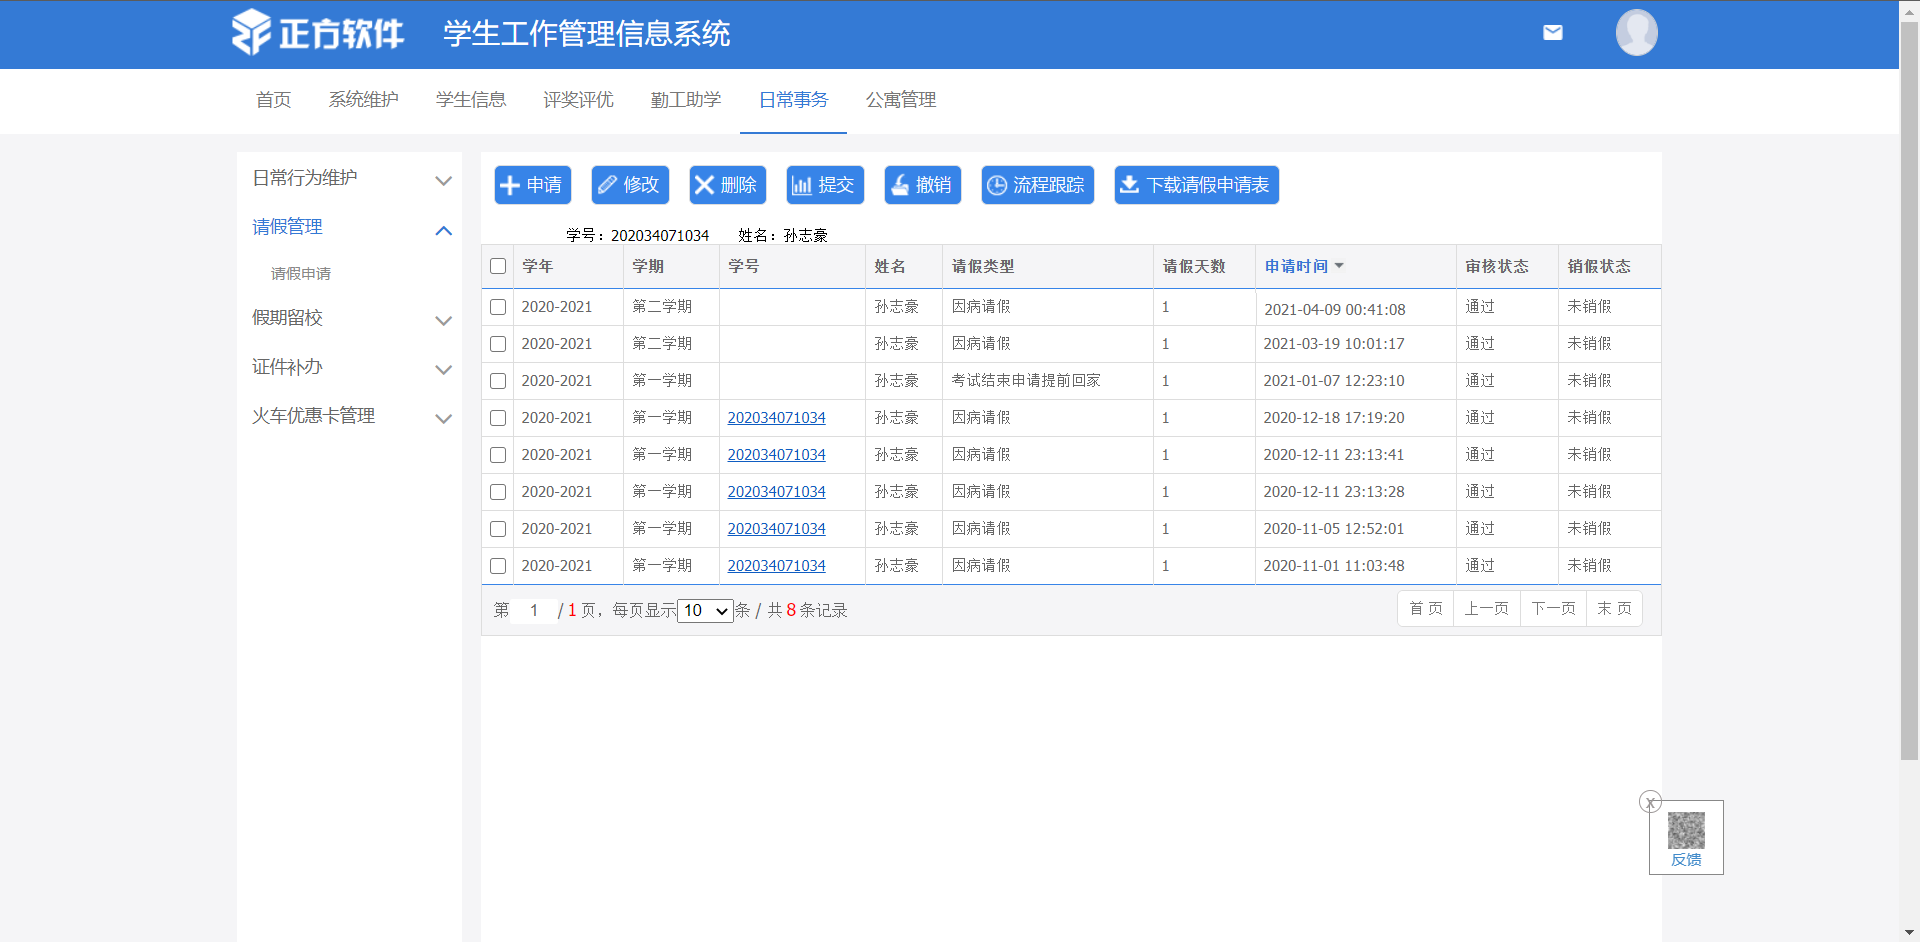 正方软件 学生工作管理信息系统
首页 系统维护 学生信息 评奖评优 勤工助学 日常事务 公寓管理
日常行为维护
请假管理
请假申请
假期留校
证件补办
火车优惠卡管理
申请 修改 删除 提交 撤销 流程跟踪 下载请假申请表
学号：202034071034 姓名：孙志豪
学年 学期 学号 姓名 请假类型 请假天数 申请时间 审核状态 销假状态
2020-2021 第二学期 孙志豪 因病请假 1 2021-04-09 00:41:08 通过 未销假
2020-2021 第二学期 孙志豪 因病请假 1 2021-03-19 10:01:17 通过 未销假
2020-2021 第一学期 孙志豪 考试结束申请提前回家 1 2021-01-07 12:23:10 通过 未销假
2020-2021 第一学期 202034071034 孙志豪 因病请假 1 2020-12-18 17:19:20 通过 未销假
2020-2021 第一学期 202034071034 孙志豪 因病请假 1 2020-12-11 23:13:41 通过 未销假
2020-2021 第一学期 202034071034 孙志豪 因病请假 1 2020-12-11 23:13:28 通过 未销假
2020-2021 第一学期 202034071034 孙志豪 因病请假 1 2020-11-05 12:52:01 通过 未销假
2020-2021 第一学期 202034071034 孙志豪 因病请假 1 2020-11-01 11:03:48 通过 未销假
第 1 / 1 页，每页显示 10 条 / 共 8 条记录 首 页 上一页 下一页 末 页
x
反馈